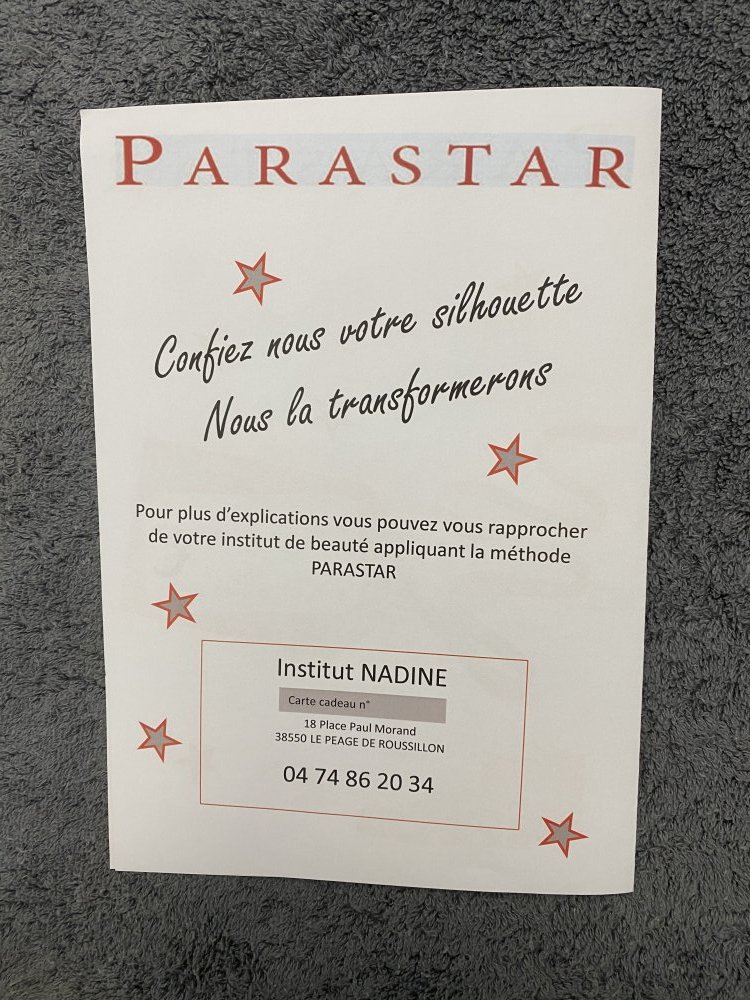 PARASTAR
Confiez nous votre silhouette
Nous la transformerons
Pour plus d'explications vous pouvez vous rapprocher
de votre institut de beauté appliquant la méthode
PARASTAR
Institut NADINE
Carte cadeau n°
18 Place Paul Morand
38550 LE PEAGE DE ROUSSILLON
04 74 86 20 34